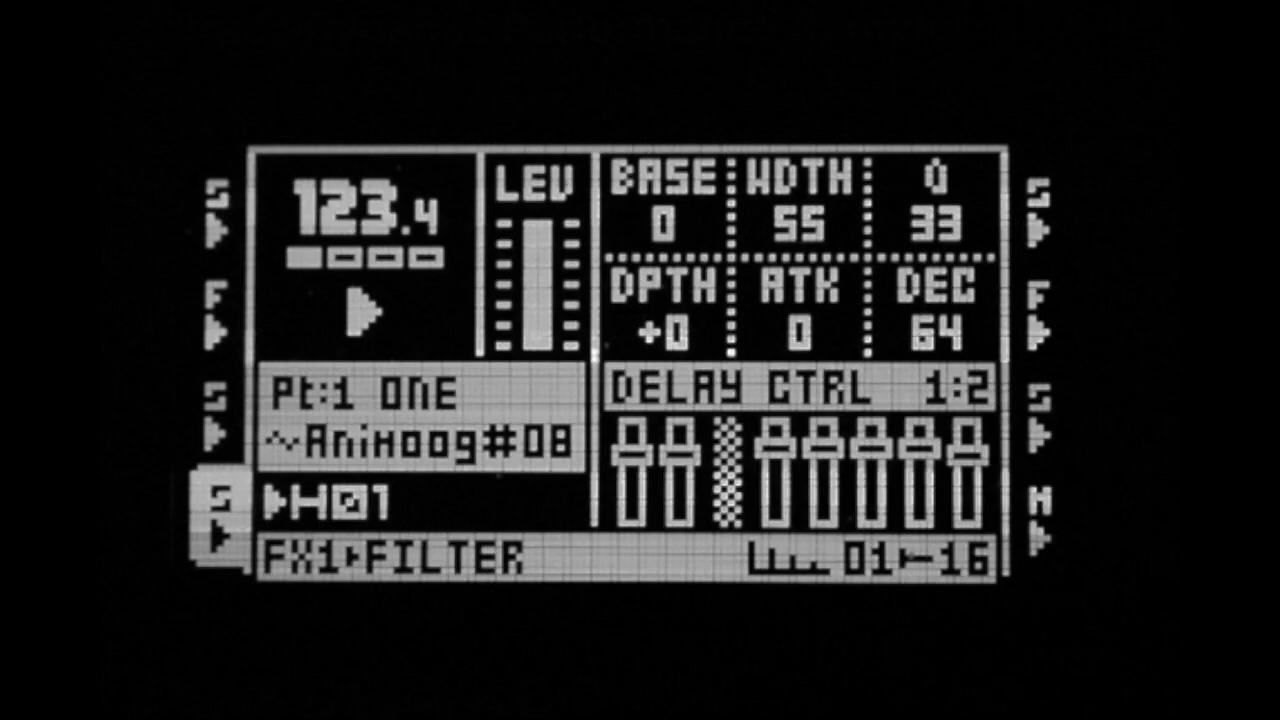 123.4
LEV
BASE WDTH Q
0 55 33
DPTH ATK DEC
+0 0 64
Pt:1 ONE
~Animoog#08
DELAY CTRL 1:2
H01
FX1▸FILTER
01 16
S
F
S
S
S
F
S
M